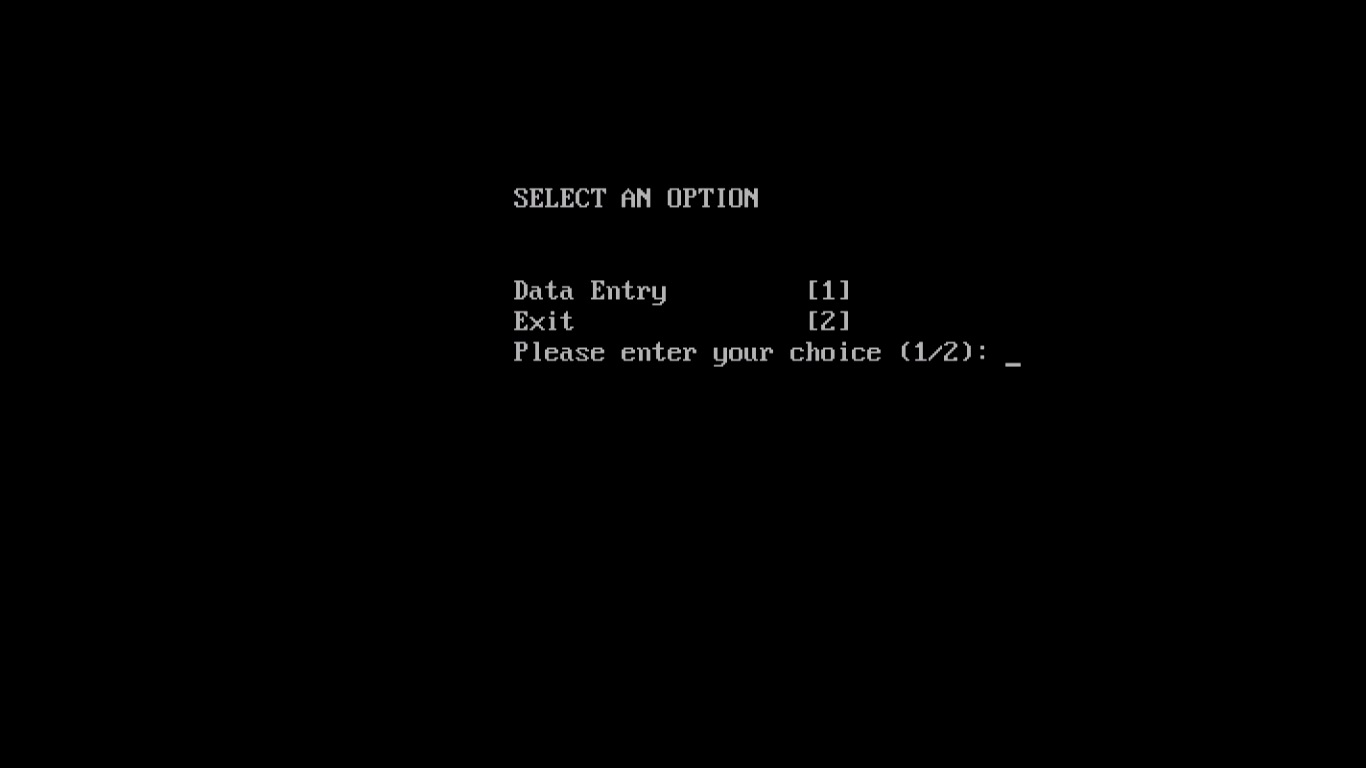 SELECT AN OPTION
Data Entry [1]
Exit [2]
Please enter your choice (1/2): _